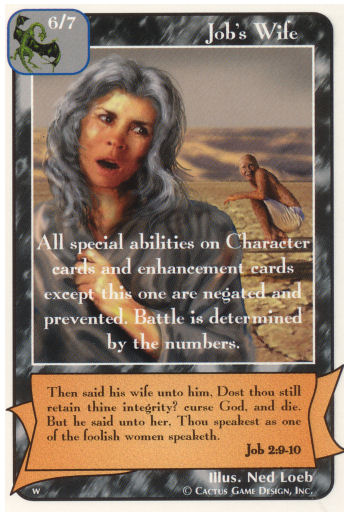 6/7
Job's Wife
All special abilities on Character
cards and enhancement cards
except this one are negated and
prevented. Battle is determined
by the numbers.
Then said his wife unto him, Dost thou still
retain thine integrity? curse God, and die.
But he said unto her, Thou speakest as one
of the foolish women speaketh.
Job 2:9-10
Illus. Ned Loeb
W
© Cactus Game Design, Inc.